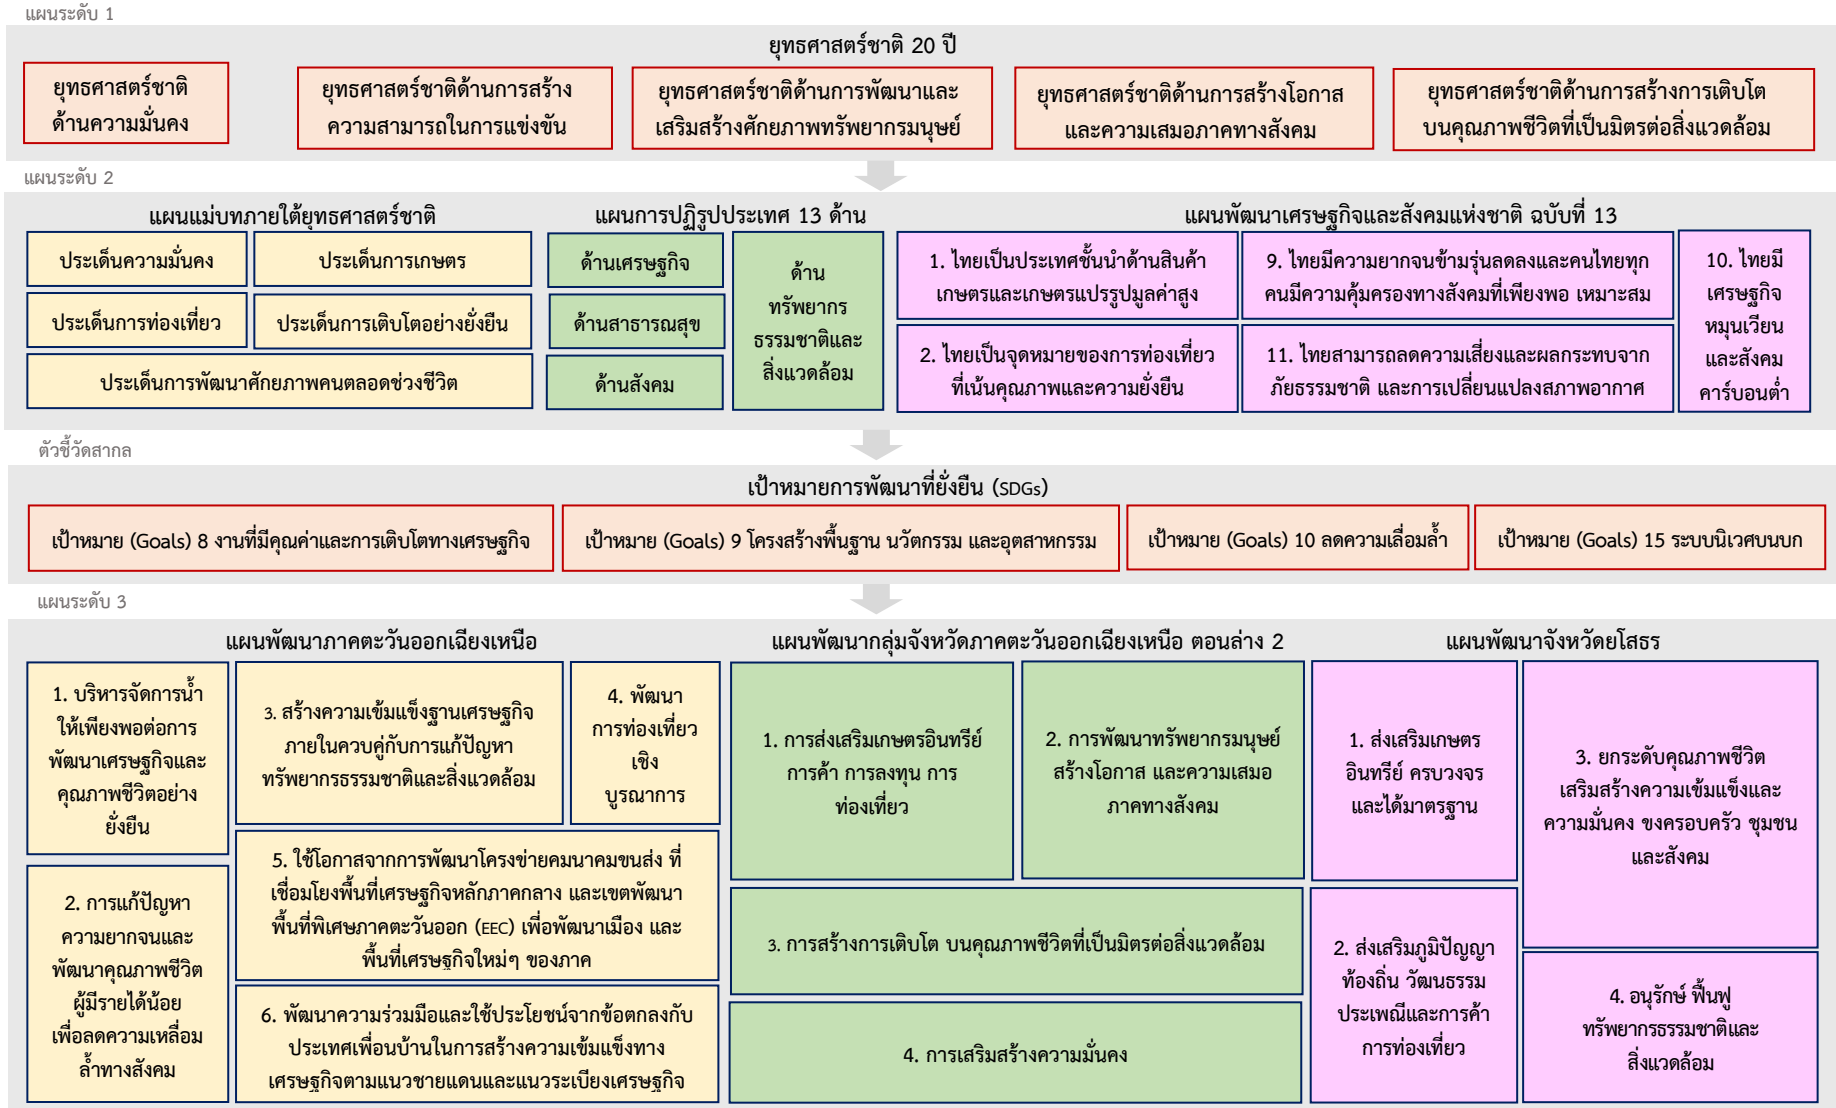 แผนระดับ 1
ยุทธศาสตร์ชาติ 20 ปี
ยุทธศาสตร์ชาติ
ด้านความมั่นคง
ยุทธศาสตร์ชาติด้านการสร้าง
ความสามารถในการแข่งขัน
ยุทธศาสตร์ชาติด้านการพัฒนาและ
เสริมสร้างศักยภาพทรัพยากรมนุษย์
ยุทธศาสตร์ชาติด้านการสร้างโอกาส
และความเสมอภาคทางสังคม
ยุทธศาสตร์ชาติด้านการสร้างการเติบโต
บนคุณภาพชีวิตที่เป็นมิตรต่อสิ่งแวดล้อม
แผนระดับ 2
แผนแม่บทภายใต้ยุทธศาสตร์ชาติ
ประเด็นความมั่นคง
ประเด็นการเกษตร
ประเด็นการท่องเที่ยว
ประเด็นการเติบโตอย่างยั่งยืน
ประเด็นการพัฒนาศักยภาพคนตลอดช่วงชีวิต
แผนการปฏิรูปประเทศ 13 ด้าน
ด้านเศรษฐกิจ
ด้านสาธารณสุข
ด้านสังคม
ด้าน
ทรัพยากร
ธรรมชาติและ
สิ่งแวดล้อม
แผนพัฒนาเศรษฐกิจและสังคมแห่งชาติ ฉบับที่ 13
1. ไทยเป็นประเทศชั้นนำด้านสินค้า
เกษตรและเกษตรแปรรูปมูลค่าสูง
2. ไทยเป็นจุดหมายของการท่องเที่ยว
ที่เน้นคุณภาพและความยั่งยืน
9. ไทยมีความยากจนข้ามรุ่นลดลงและคนไทยทุก
คนมีความคุ้มครองทางสังคมที่เพียงพอ เหมาะสม
11. ไทยสามารถลดความเสี่ยงและผลกระทบจาก
ภัยธรรมชาติ และการเปลี่ยนแปลงสภาพอากาศ
10. ไทยมี
เศรษฐกิจ
หมุนเวียน
และสังคม
คาร์บอนต่ำ
ตัวชี้วัดสากล
เป้าหมายการพัฒนาที่ยั่งยืน (SDGs)
เป้าหมาย (Goals) 8 งานที่มีคุณค่าและการเติบโตทางเศรษฐกิจ
เป้าหมาย (Goals) 9 โครงสร้างพื้นฐาน นวัตกรรม และอุตสาหกรรม
เป้าหมาย (Goals) 10 ลดความเลื่อมล้ำ
เป้าหมาย (Goals) 15 ระบบนิเวศบนบก
แผนระดับ 3
แผนพัฒนาภาคตะวันออกเฉียงเหนือ
1. บริหารจัดการน้ำ
ให้เพียงพอต่อการ
พัฒนาเศรษฐกิจและ
คุณภาพชีวิตอย่าง
ยั่งยืน
2. การแก้ปัญหา
ความยากจนและ
พัฒนาคุณภาพชีวิต
ผู้มีรายได้น้อย
เพื่อลดความเหลื่อม
ล้ำทางสังคม
3. สร้างความเข้มแข็งฐานเศรษฐกิจ
ภายในควบคู่กับการแก้ปัญหา
ทรัพยากรธรรมชาติและสิ่งแวดล้อม
4. พัฒนา
การท่องเที่ยว
เชิง
บูรณาการ
5. ใช้โอกาสจากการพัฒนาโครงข่ายคมนาคมขนส่ง ที่
เชื่อมโยงพื้นที่เศรษฐกิจหลักภาคกลาง และเขตพัฒนา
พื้นที่พิเศษภาคตะวันออก (EEC) เพื่อพัฒนาเมือง และ
พื้นที่เศรษฐกิจใหม่ๆ ของภาค
6. พัฒนาความร่วมมือและใช้ประโยชน์จากข้อตกลงกับ
ประเทศเพื่อนบ้านในการสร้างความเข้มแข็งทาง
เศรษฐกิจตามแนวชายแดนและแนวระเบียงเศรษฐกิจ
แผนพัฒนากลุ่มจังหวัดภาคตะวันออกเฉียงเหนือ ตอนล่าง 2
1. การส่งเสริมเกษตรอินทรีย์
การค้า การลงทุน การ
ท่องเที่ยว
2. การพัฒนาทรัพยากรมนุษย์
สร้างโอกาส และความเสมอ
ภาคทางสังคม
3. การสร้างการเติบโต บนคุณภาพชีวิตที่เป็นมิตรต่อสิ่งแวดล้อม
4. การเสริมสร้างความมั่นคง
แผนพัฒนาจังหวัดยโสธร
1. ส่งเสริมเกษตร
อินทรีย์ ครบวงจร
และได้มาตรฐาน
2. ส่งเสริมภูมิปัญญา
ท้องถิ่น วัฒนธรรม
ประเพณีและการค้า
การท่องเที่ยว
3. ยกระดับคุณภาพชีวิต
เสริมสร้างความเข้มแข็งและ
ความมั่นคง ขงครอบครัว ชุมชน
และสังคม
4. อนุรักษ์ ฟื้นฟู
ทรัพยากรธรรมชาติและ
สิ่งแวดล้อม